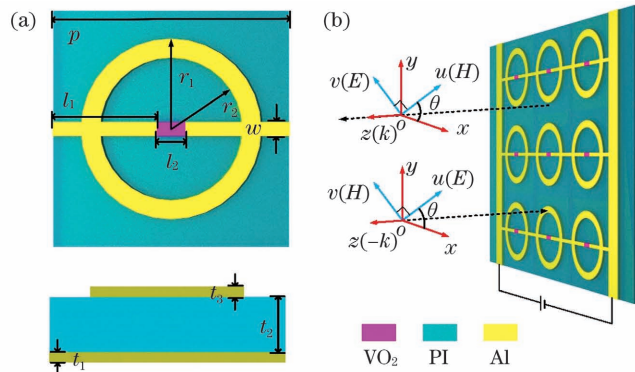 (a)
p
r₁
l₁
r₂
w
l₂
t₃
t₂
t₁
(b)
y
v(E)
u(H)
θ
z(k)
o
x
y
v(H)
u(E)
θ
z(-k)
o
x
VO₂
PI
Al